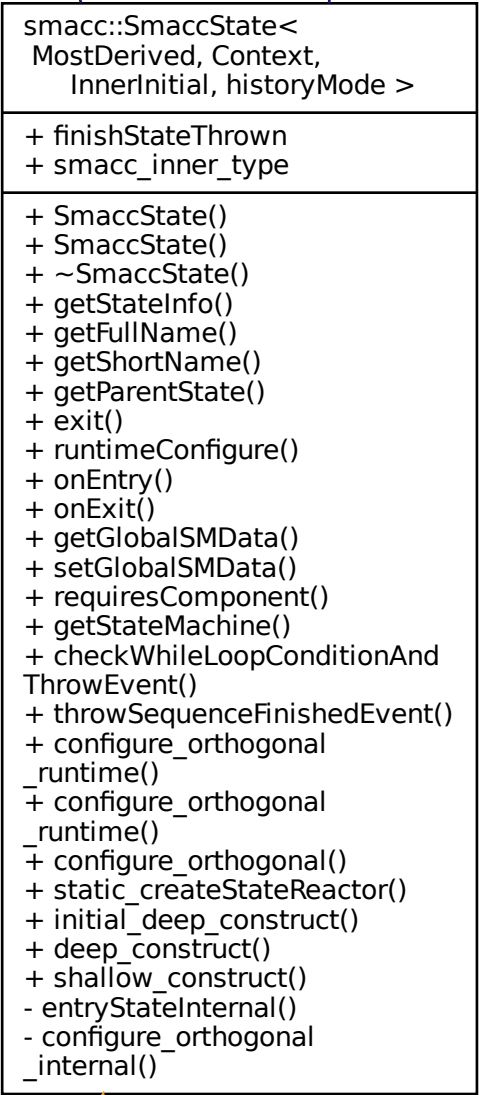 smacc::SmaccState<
MostDerived, Context,
InnerInitial, historyMode >
+ finishStateThrown
+ smacc_inner_type
+ SmaccState()
+ SmaccState()
+ ~SmaccState()
+ getStateInfo()
+ getFullName()
+ getShortName()
+ getParentState()
+ exit()
+ runtimeConfigure()
+ onEntry()
+ onExit()
+ getGlobalSMData()
+ setGlobalSMData()
+ requiresComponent()
+ getStateMachine()
+ checkWhileLoopConditionAnd
ThrowEvent()
+ throwSequenceFinishedEvent()
+ configure_orthogonal
_runtime()
+ configure_orthogonal
_runtime()
+ configure_orthogonal()
+ static_createStateReactor()
+ initial_deep_construct()
+ deep_construct()
+ shallow_construct()
- entryStateInternal()
- configure_orthogonal
_internal()